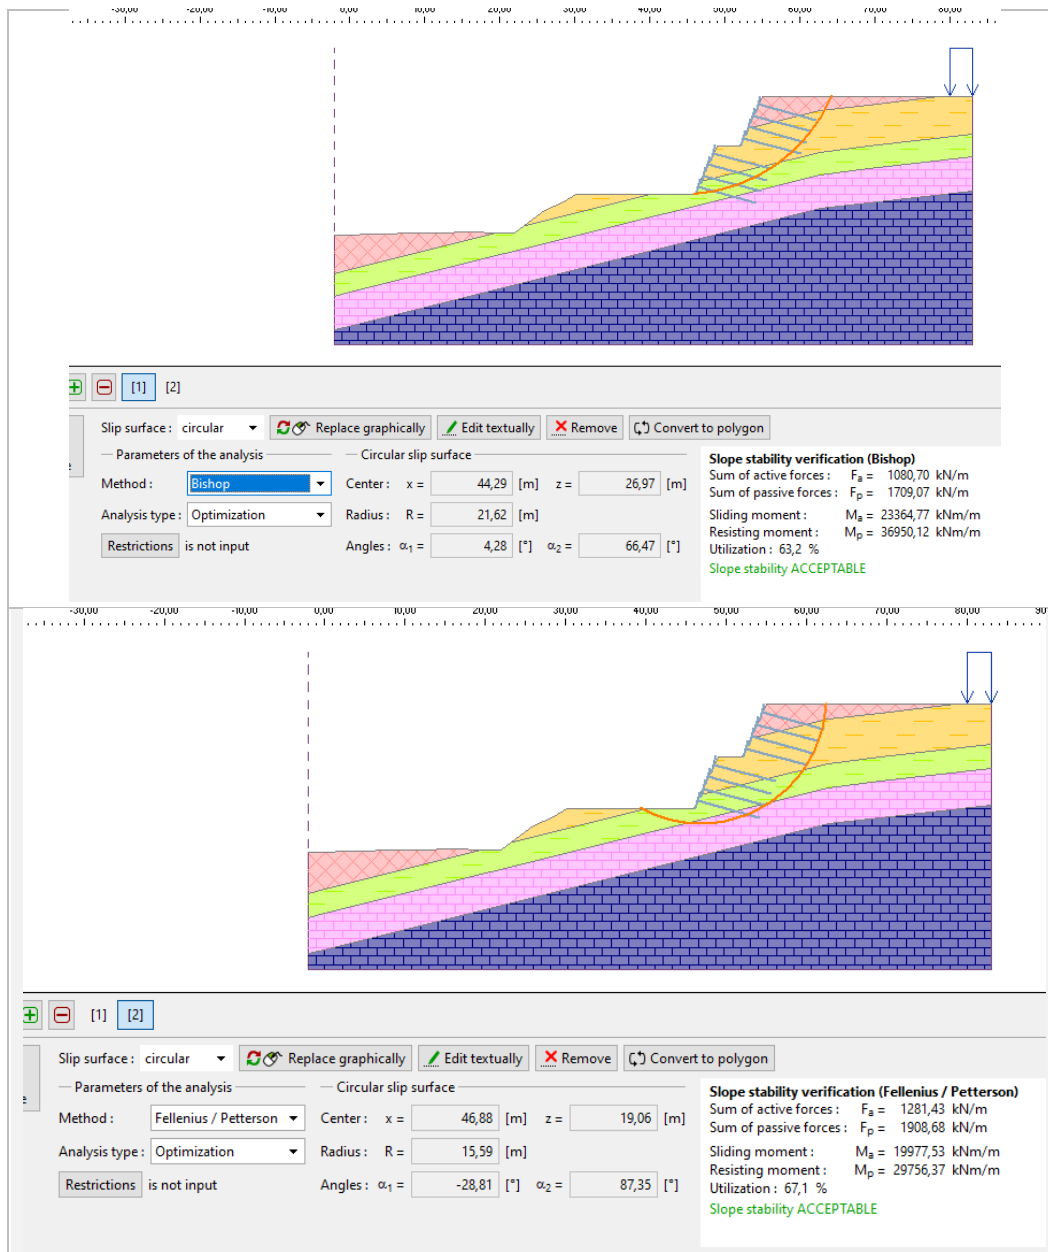 -30,00 -20,00 -10,00 0,00 10,00 20,00 30,00 40,00 50,00 60,00 70,00 80,00
[1] [2]
Slip surface : circular Replace graphically Edit textually Remove Convert to polygon
Parameters of the analysis Circular slip surface
Method : Bishop Center : x = 44,29 [m] z = 26,97 [m]
Analysis type : Optimization Radius : R = 21,62 [m]
Restrictions is not input Angles : α1 = 4,28 [°] α2 = 66,47 [°]
Slope stability verification (Bishop)
Sum of active forces : Fa = 1080,70 kN/m
Sum of passive forces : Fp = 1709,07 kN/m
Sliding moment : Ma = 23364,77 kNm/m
Resisting moment : Mp = 36950,12 kNm/m
Utilization : 63,2 %
Slope stability ACCEPTABLE
-30,00 -20,00 -10,00 0,00 10,00 20,00 30,00 40,00 50,00 60,00 70,00 80,00 90
[1] [2]
Slip surface : circular Replace graphically Edit textually Remove Convert to polygon
Parameters of the analysis Circular slip surface
Method : Fellenius / Petterson Center : x = 46,88 [m] z = 19,06 [m]
Analysis type : Optimization Radius : R = 15,59 [m]
Restrictions is not input Angles : α1 = -28,81 [°] α2 = 87,35 [°]
Slope stability verification (Fellenius / Petterson)
Sum of active forces : Fa = 1281,43 kN/m
Sum of passive forces : Fp = 1908,68 kN/m
Sliding moment : Ma = 19977,53 kNm/m
Resisting moment : Mp = 29756,37 kNm/m
Utilization : 67,1 %
Slope stability ACCEPTABLE